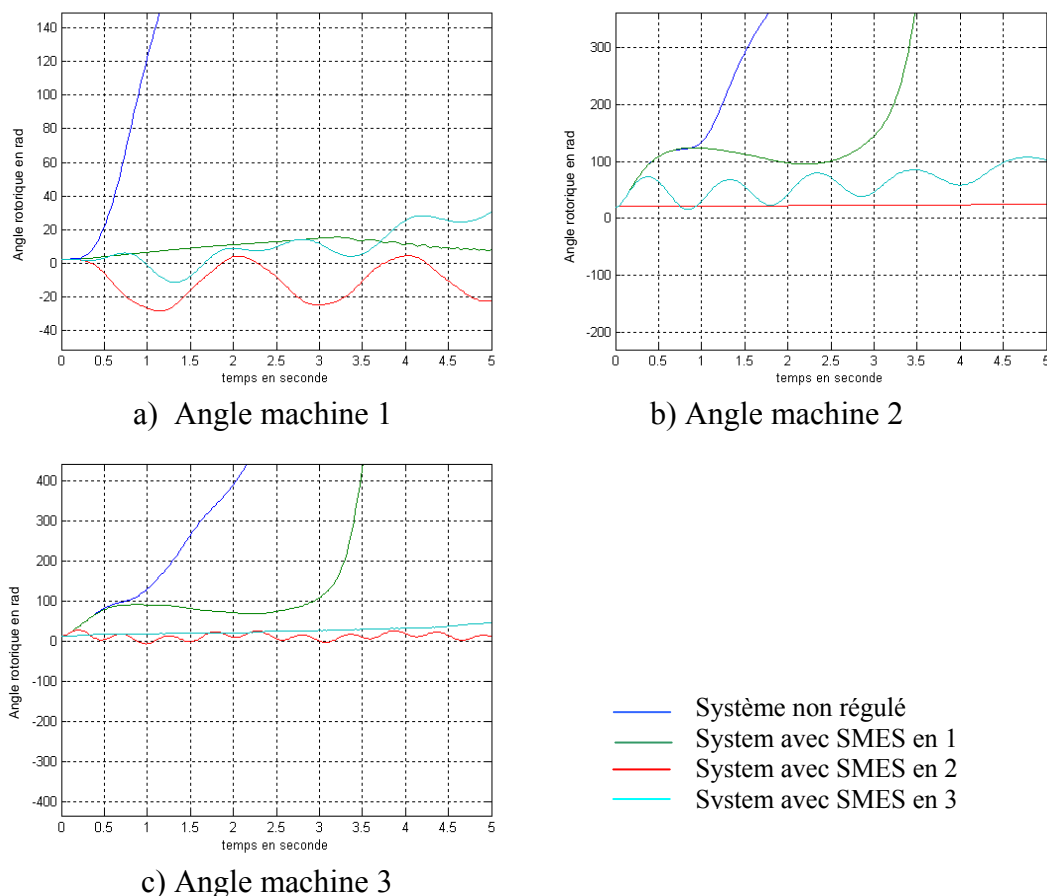 140
120
100
80
60
40
20
0
-20
-40
Angle rotorique en rad
0 0.5 1 1.5 2 2.5 3 3.5 4 4.5 5
temps en seconde
a) Angle machine 1
300
200
100
0
-100
-200
Angle rotorique en rad
0 0.5 1 1.5 2 2.5 3 3.5 4 4.5 5
temps en seconde
b) Angle machine 2
400
300
200
100
0
-100
-200
-300
-400
Angle rotorique en rad
0 0.5 1 1.5 2 2.5 3 3.5 4 4.5 5
temps en seconde
c) Angle machine 3
Système non régulé
System avec SMES en 1
System avec SMES en 2
System avec SMES en 3